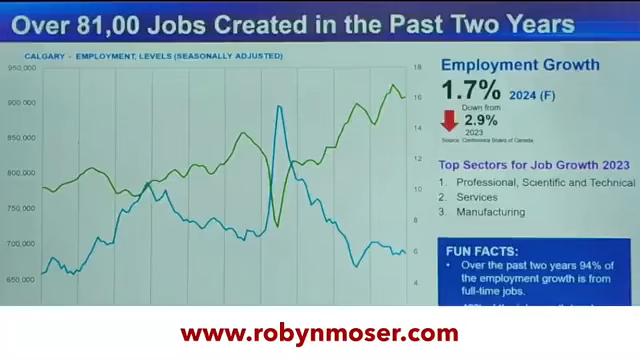 Over 81,00 Jobs Created in the Past Two Years
CALGARY - EMPLOYMENT, LEVELS (SEASONALLY ADJUSTED)
950,000
900,000
850,000
800,000
750,000
700,000
650,000
18
16
14
12
10
8
6
4
Employment Growth
1.7% 2024 (F)
Down from
2.9%
2023
Source: Conference Board of Canada
Top Sectors for Job Growth 2023
1. Professional, Scientific and Technical
2. Services
3. Manufacturing
FUN FACTS:
• Over the past two years 94% of
the employment growth is from
full-time jobs.
www.robynmoser.com